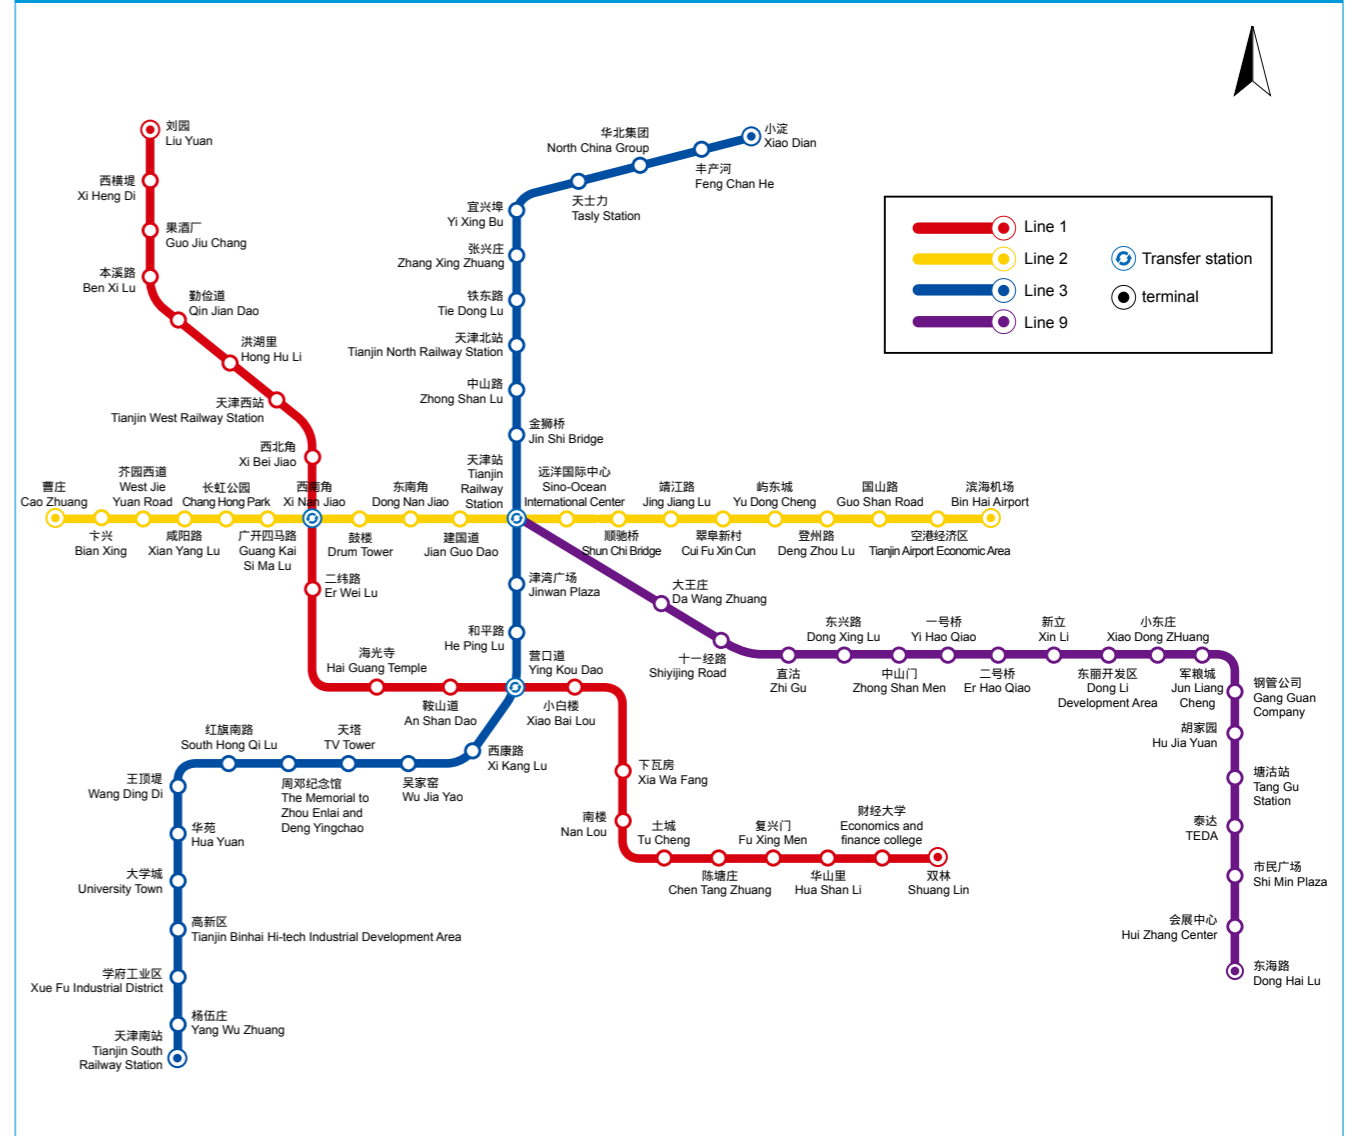 刘园
Liu Yuan
西横堤
Xi Heng Di
果酒厂
Guo Jiu Chang
本溪路
Ben Xi Lu
勤俭道
Qin Jian Dao
洪湖里
Hong Hu Li
天津西站
Tianjin West Railway Station
西北角
Xi Bei Jiao
小淀
Xiao Dian
华北集团
North China Group
丰产河
Feng Chan He
天士力
Tasly Station
宜兴埠
Yi Xing Bu
张兴庄
Zhang Xing Zhuang
铁东路
Tie Dong Lu
天津北站
Tianjin North Railway Station
中山路
Zhong Shan Lu
金狮桥
Jin Shi Bridge
天津站
Tianjin
Railway
Station
Line 1
Line 2
Line 3
Line 9
Transfer station
terminal
曹庄
Cao Zhuang
卞兴
Bian Xing
芥园西道
West Jie
Yuan Road
咸阳路
Xian Yang Lu
长虹公园
Chang Hong Park
广开四马路
Guang Kai
Si Ma Lu
西南角
Xi Nan Jiao
鼓楼
Drum Tower
东南角
Dong Nan Jiao
建国道
Jian Guo Dao
远洋国际中心
Sino-Ocean
International Center
顺驰桥
Shun Chi Bridge
靖江路
Jing Jiang Lu
翠阜新村
Cui Fu Xin Cun
屿东城
Yu Dong Cheng
登州路
Deng Zhou Lu
国山路
Guo Shan Road
空港经济区
Tianjin Airport Economic Area
滨海机场
Bin Hai Airport
二纬路
Er Wei Lu
海光寺
Hai Guang Temple
鞍山道
An Shan Dao
津湾广场
Jinwan Plaza
和平路
He Ping Lu
营口道
Ying Kou Dao
小白楼
Xiao Bai Lou
下瓦房
Xia Wa Fang
南楼
Nan Lou
土城
Tu Cheng
陈塘庄
Chen Tang Zhuang
复兴门
Fu Xing Men
华山里
Hua Shan Li
财经大学
Economics and
finance college
双林
Shuang Lin
大王庄
Da Wang Zhuang
十一经路
Shiyijing Road
直沽
Zhi Gu
东兴路
Dong Xing Lu
中山门
Zhong Shan Men
一号桥
Yi Hao Qiao
二号桥
Er Hao Qiao
新立
Xin Li
东丽开发区
Dong Li
Development Area
小东庄
Xiao Dong ZHuang
军粮城
Jun Liang
Cheng
钢管公司
Gang Guan
Company
胡家园
Hu Jia Yuan
塘沽站
Tang Gu
Station
泰达
TEDA
市民广场
Shi Min Plaza
会展中心
Hui Zhang Center
东海路
Dong Hai Lu
西康路
Xi Kang Lu
吴家窑
Wu Jia Yao
天塔
TV Tower
周邓纪念馆
The Memorial to
Zhou Enlai and
Deng Yingchao
红旗南路
South Hong Qi Lu
王顶堤
Wang Ding Di
华苑
Hua Yuan
大学城
University Town
高新区
Tianjin Binhai Hi-tech Industrial Development Area
学府工业区
Xue Fu Industrial District
杨伍庄
Yang Wu Zhuang
天津南站
Tianjin South
Railway Station